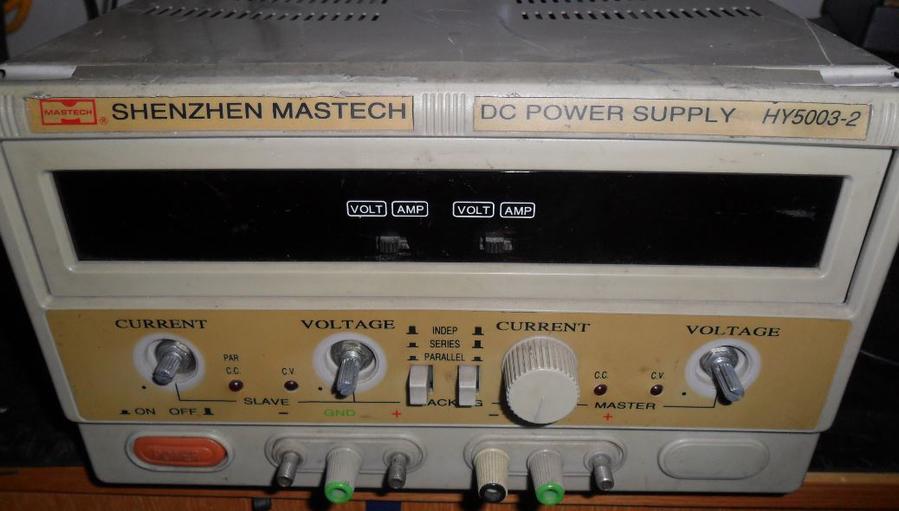 MASTECH ® SHENZHEN MASTECH DC POWER SUPPLY HY5003-2
VOLT AMP VOLT AMP
CURRENT VOLTAGE CURRENT VOLTAGE
INDEP
SERIES
PARALLEL
PAR
C.C. C.V. C.C. C.V.
SLAVE MASTER
ON OFF - GND + - +